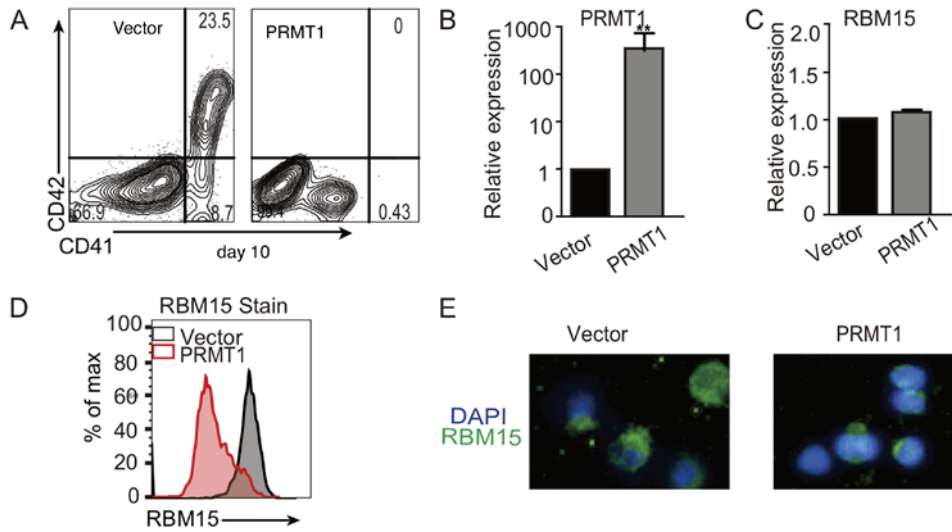 A
Vector
23.5
PRMT1
0
CD42
66.9
8.7
99.4
0.43
CD41
day 10
B
PRMT1
**
Relative expression
1000
100
10
1
0
Vector
PRMT1
C
RBM15
Relative expression
2.0
1.5
1.0
0.5
0.0
Vector
PRMT1
D
RBM15 Stain
Vector
PRMT1
% of max
100
80
60
40
20
0
RBM15
E
Vector
PRMT1
DAPI
RBM15